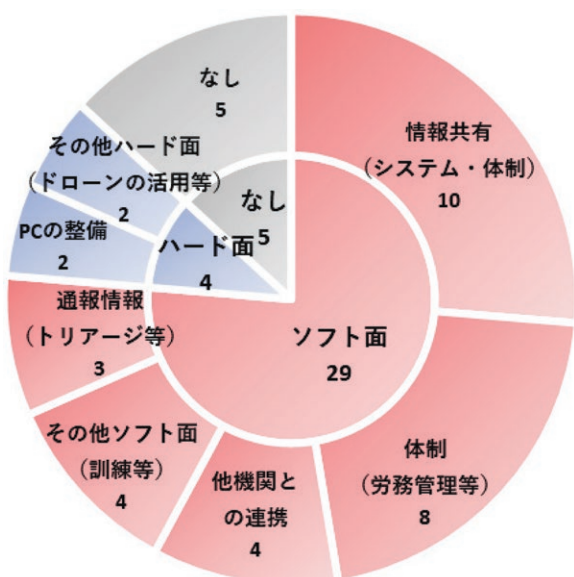 情報共有
(システム・体制)
10
体制
(労務管理等)
8
他機関と
の連携
4
その他ソフト面
(訓練等)
4
通報情報
(トリアージ等)
3
PCの整備
2
その他ハード面
(ドローンの活用等)
2
なし
5
ソフト面
29
ハード面
4
なし
5